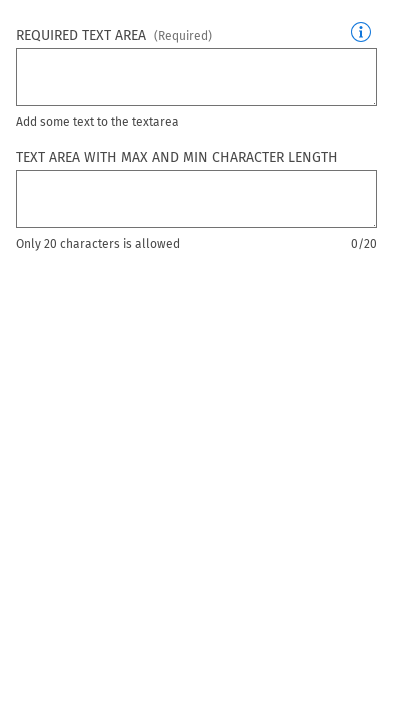 REQUIRED TEXT AREA (Required)
Add some text to the textarea
TEXT AREA WITH MAX AND MIN CHARACTER LENGTH
Only 20 characters is allowed 0/20